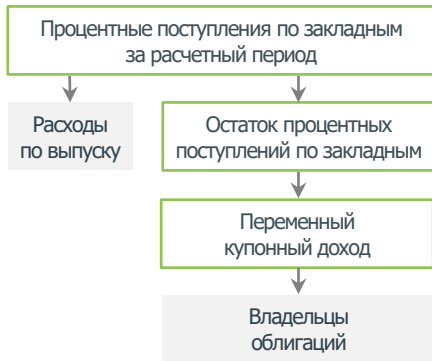 Процентные поступления по закладным
за расчетный период
Расходы
по выпуску
Остаток процентных
поступлений по закладным
Переменный
купонный доход
Владельцы
облигаций